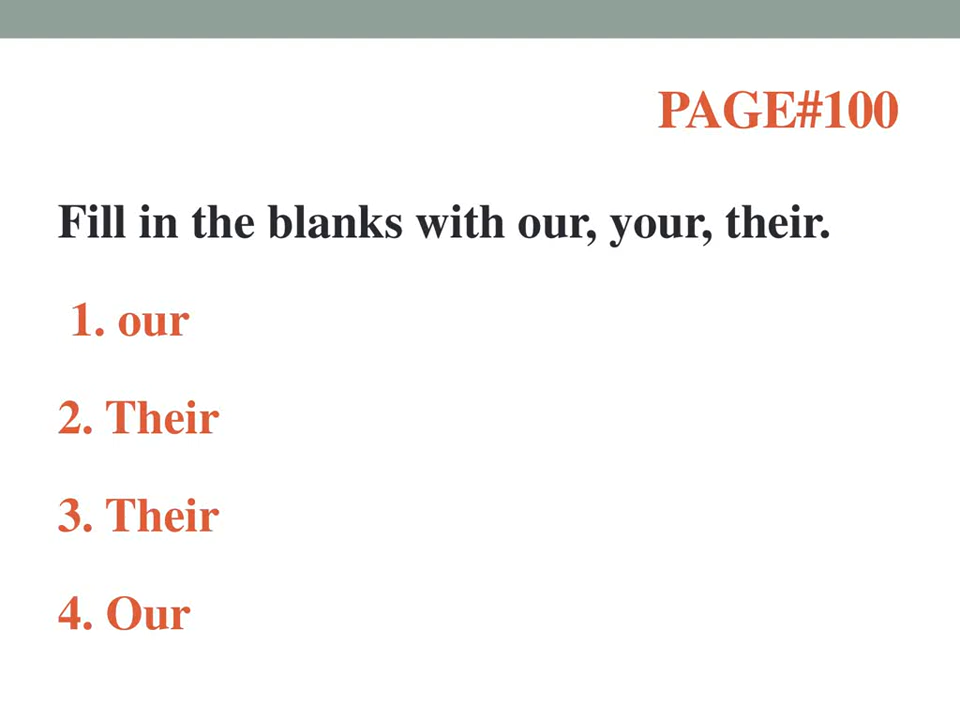 PAGE#100
Fill in the blanks with our, your, their.
1. our
2. Their
3. Their
4. Our